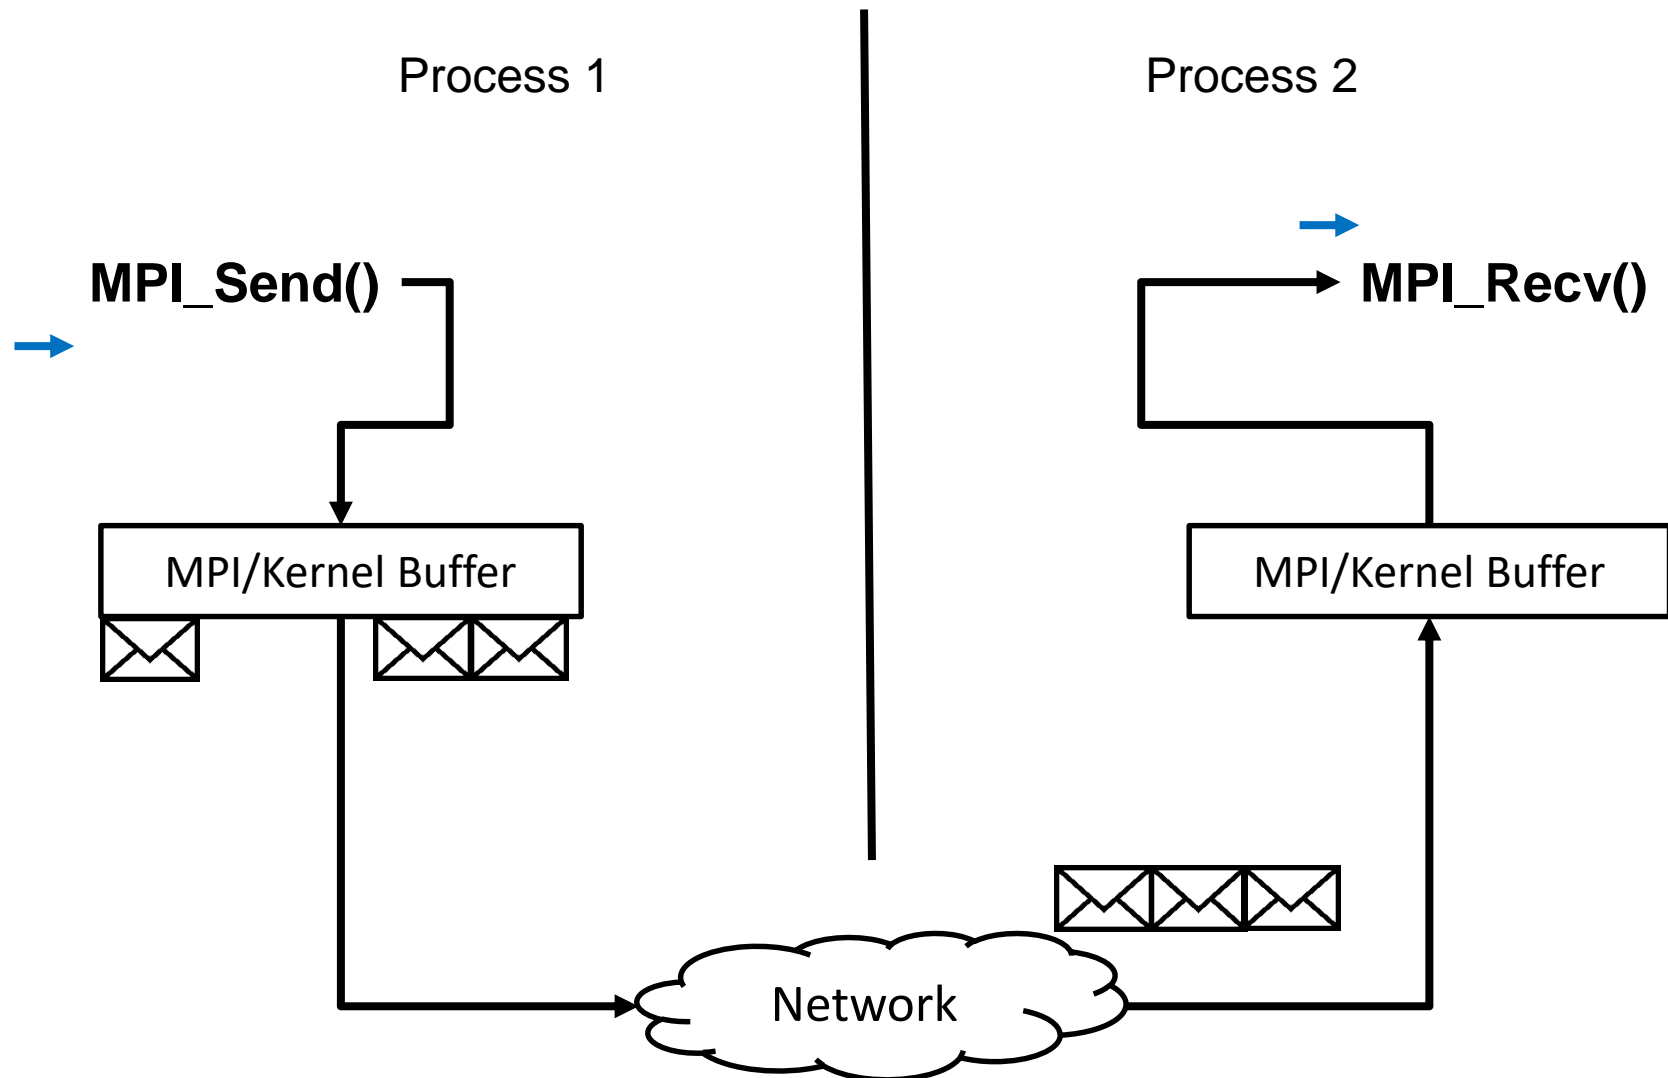 Process 1
Process 2
MPI_Send()
MPI_Recv()
MPI/Kernel Buffer
MPI/Kernel Buffer
Network